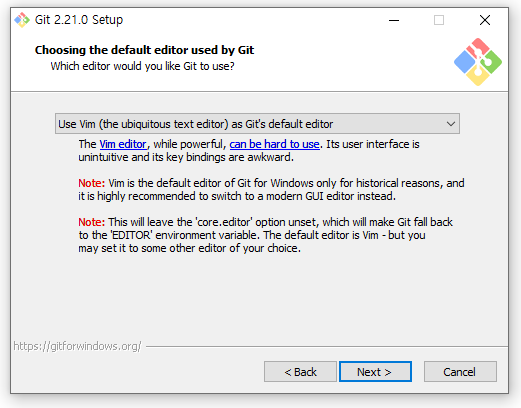 Git 2.21.0 Setup
Choosing the default editor used by Git
Which editor would you like Git to use?
Use Vim (the ubiquitous text editor) as Git's default editor
The Vim editor, while powerful, can be hard to use. Its user interface is
unintuitive and its key bindings are awkward.
Note: Vim is the default editor of Git for Windows only for historical reasons, and
it is highly recommended to switch to a modern GUI editor instead.
Note: This will leave the 'core.editor' option unset, which will make Git fall back
to the 'EDITOR' environment variable. The default editor is Vim - but you
may set it to some other editor of your choice.
https://gitforwindows.org/
< Back
Next >
Cancel